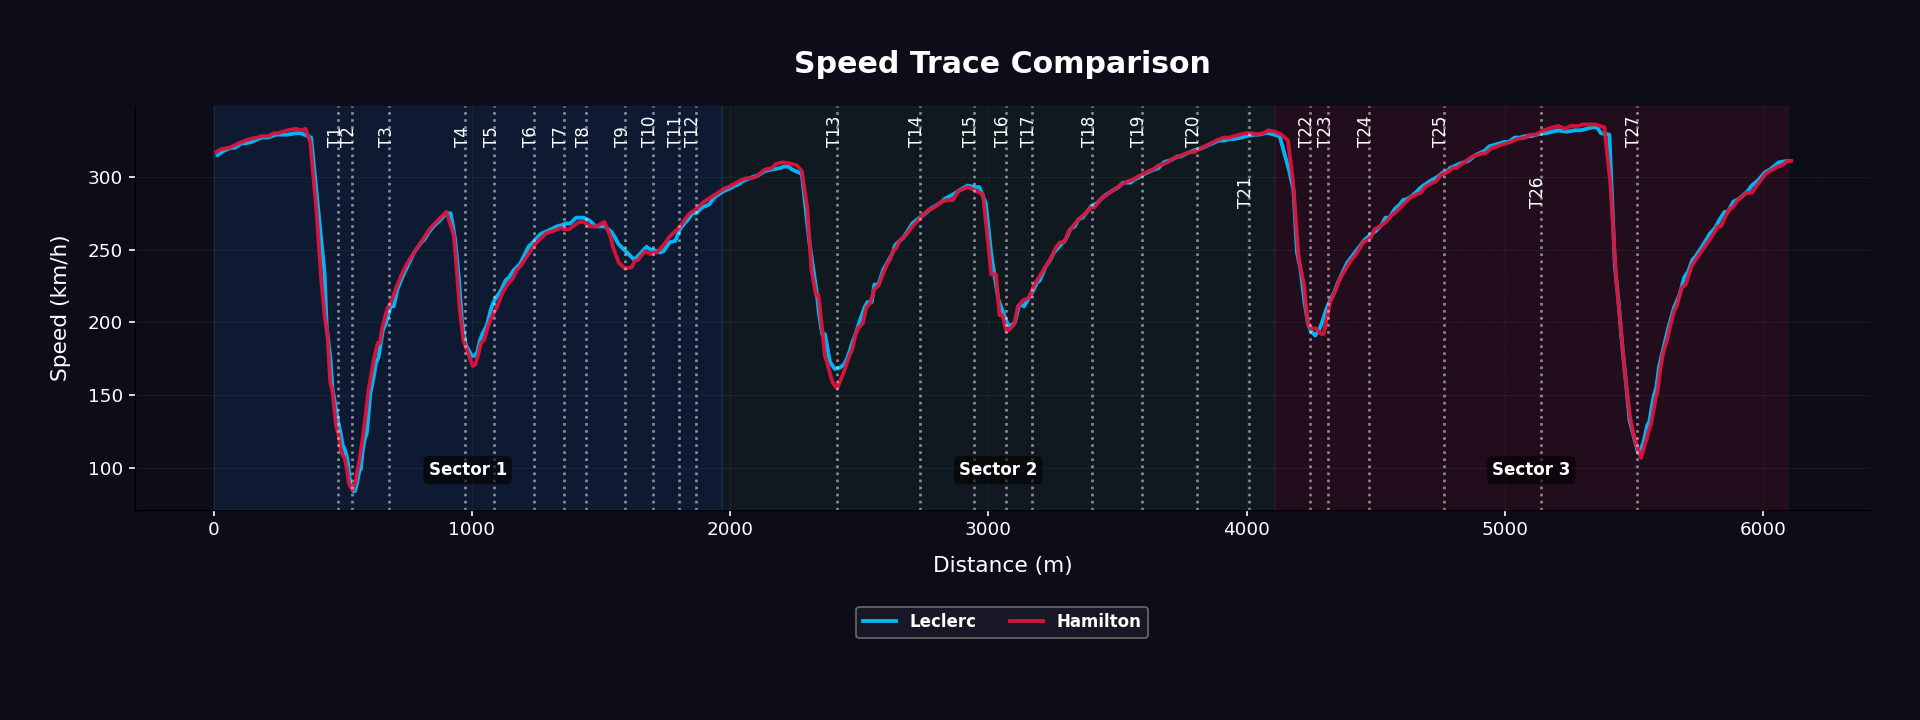 Speed Trace Comparison
T1
T2
T3
T4
T5
T6
T7
T8
T9
T10
T11
T12
T13
T14
T15
T16
T17
T18
T19
T20
T21
T22
T23
T24
T25
T26
T27
300
250
200
150
100
Speed (km/h)
Sector 1
Sector 2
Sector 3
0
1000
2000
3000
4000
5000
6000
Distance (m)
Leclerc
Hamilton